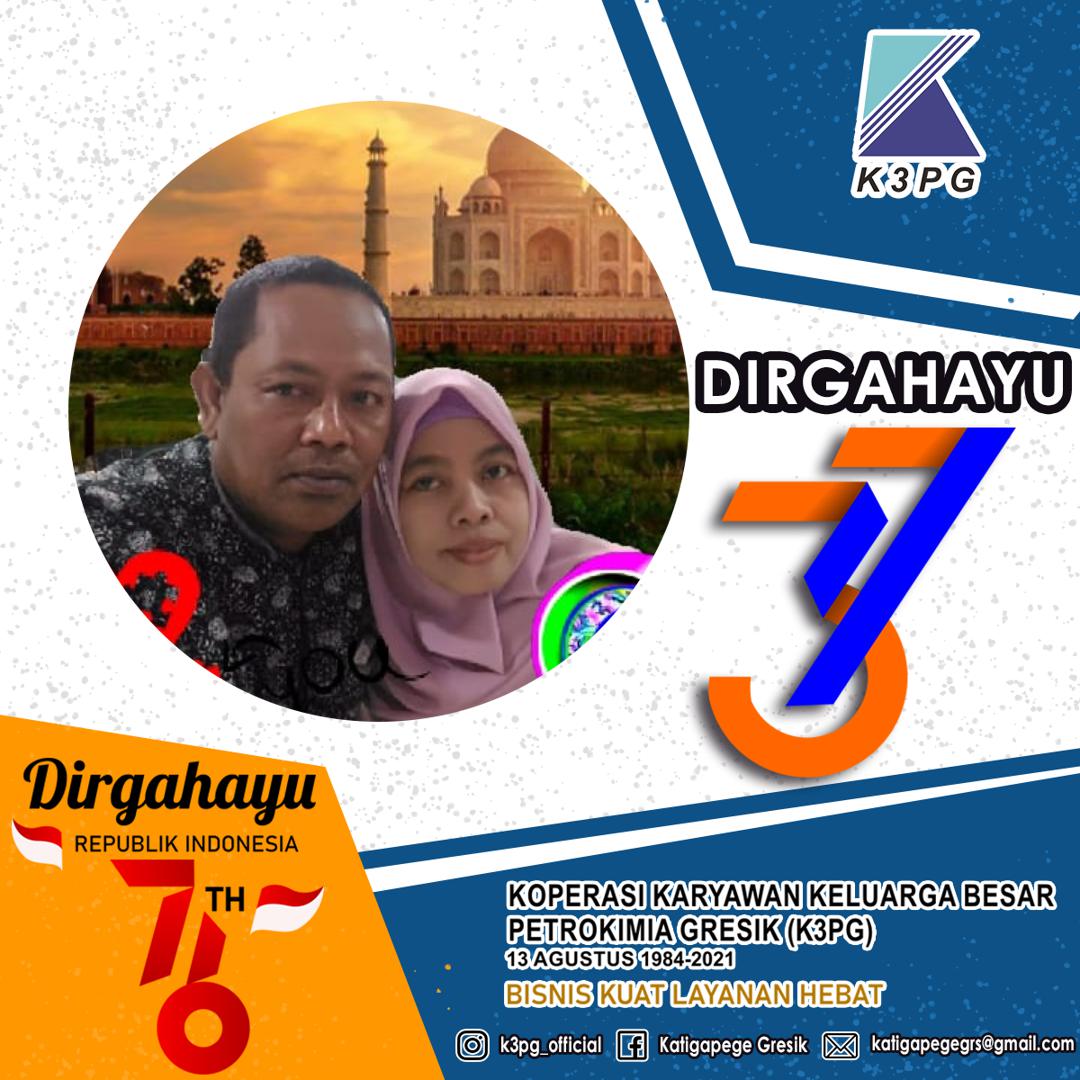 K3PG
DIRGAHAYU
37
Dirgahayu
REPUBLIK INDONESIA
76 TH
KOPERASI KARYAWAN KELUARGA BESAR
PETROKIMIA GRESIK (K3PG)
13 AGUSTUS 1984-2021
BISNIS KUAT LAYANAN HEBAT
k3pg_official Katigapege Gresik katigapegegrs@gmail.com